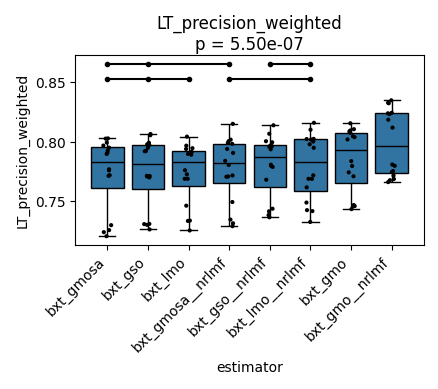 LT_precision_weighted
p = 5.50e-07
LT_precision_weighted
0.85
0.80
0.75
bxt_gmosa
bxt_gso
bxt_lmo
bxt_gmosa__nrlmf
bxt_gso__nrlmf
bxt_lmo__nrlmf
bxt_gmo
bxt_gmo__nrlmf
estimator